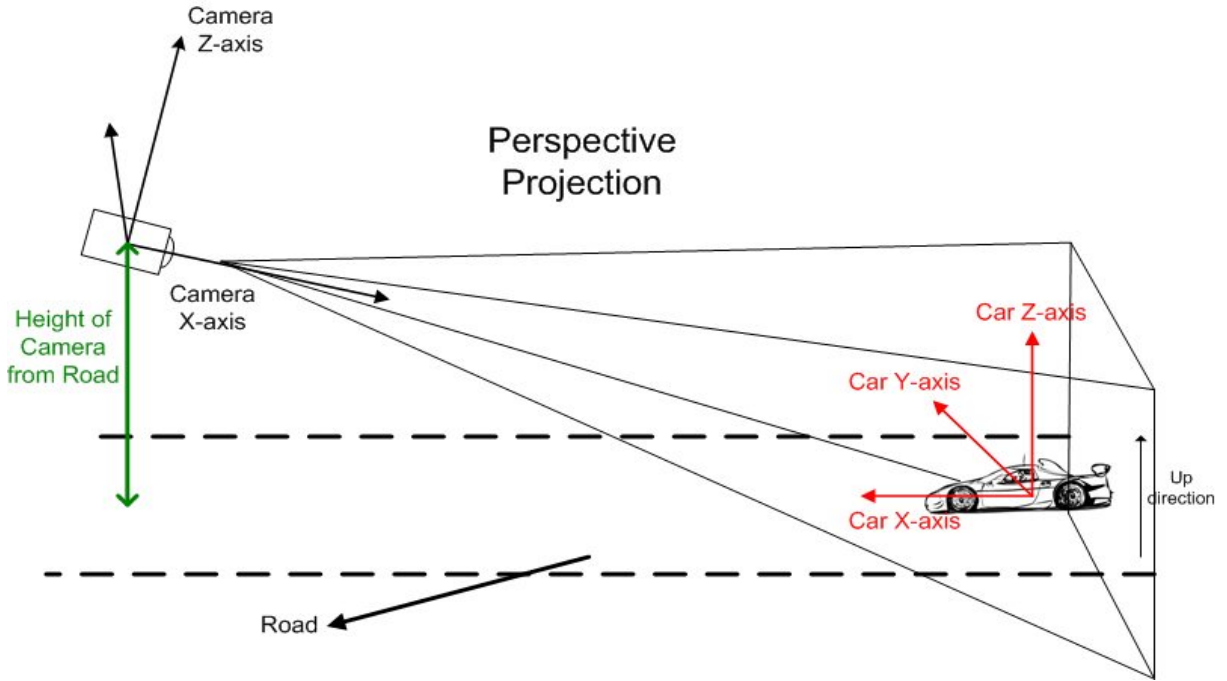 Camera
Z-axis
Perspective
Projection
Camera
X-axis
Height of
Camera
from Road
Car Z-axis
Car Y-axis
Car X-axis
Up
direction
Road